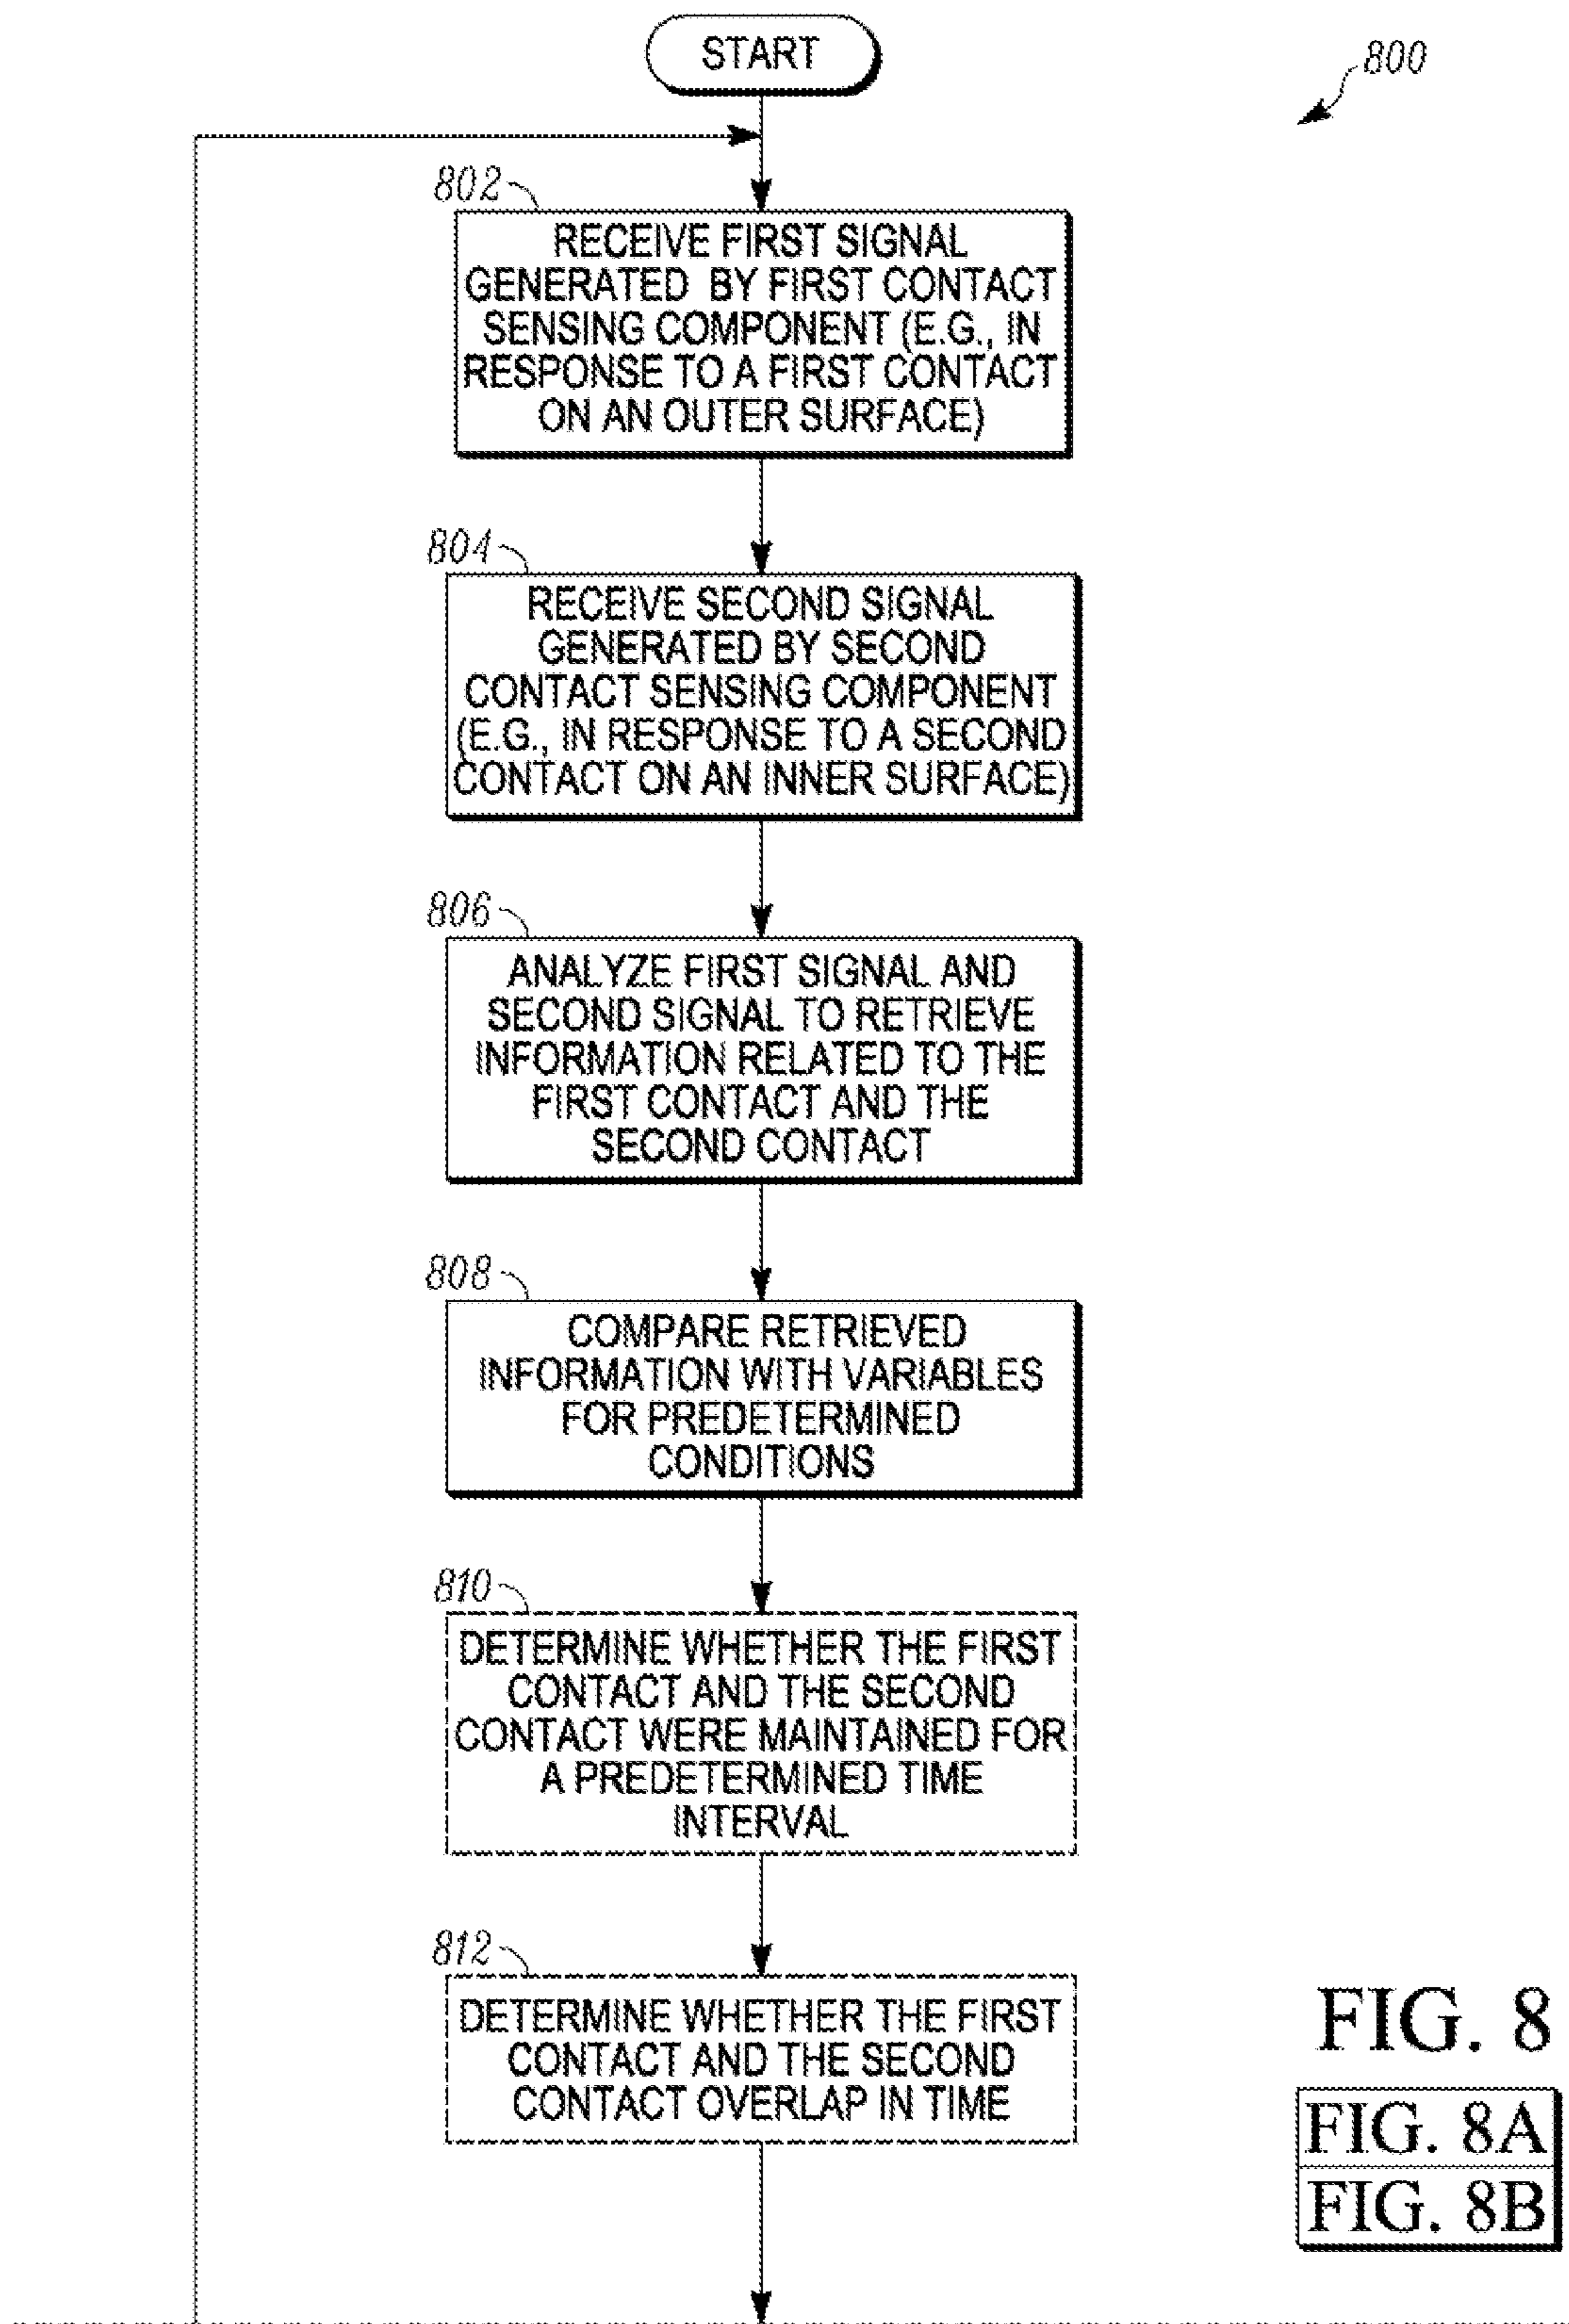 START
800
802
RECEIVE FIRST SIGNAL
GENERATED BY FIRST CONTACT
SENSING COMPONENT (E.G., IN
RESPONSE TO A FIRST CONTACT
ON AN OUTER SURFACE)
804
RECEIVE SECOND SIGNAL
GENERATED BY SECOND
CONTACT SENSING COMPONENT
(E.G., IN RESPONSE TO A SECOND
CONTACT ON AN INNER SURFACE)
806
ANALYZE FIRST SIGNAL AND
SECOND SIGNAL TO RETRIEVE
INFORMATION RELATED TO THE
FIRST CONTACT AND THE
SECOND CONTACT
808
COMPARE RETRIEVED
INFORMATION WITH VARIABLES
FOR PREDETERMINED
CONDITIONS
810
DETERMINE WHETHER THE FIRST
CONTACT AND THE SECOND
CONTACT WERE MAINTAINED FOR
A PREDETERMINED TIME
INTERVAL
812
DETERMINE WHETHER THE FIRST
CONTACT AND THE SECOND
CONTACT OVERLAP IN TIME
FIG. 8
FIG. 8A
FIG. 8B